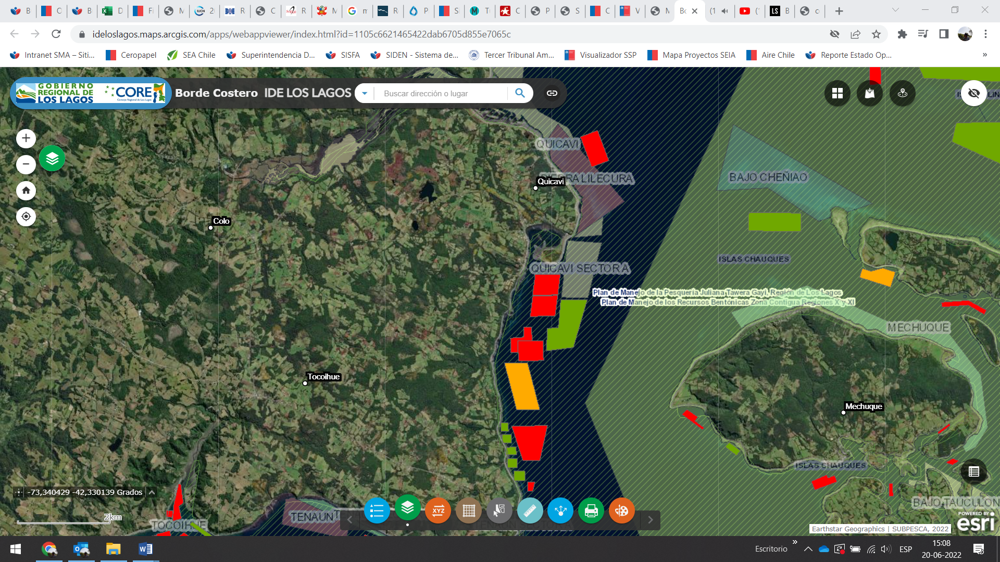 B
C
B
D
Fi
M
20
R
C
R
M
m
R
P
S
T
C
P
S
C
V
M
Bo
(1
(1
B
c
ideloslagos.maps.arcgis.com/apps/webappviewer/index.html?id=1105c6621465422dab6705d855e7065c
Intranet SMA – Siti...
Ceropapel
SEA Chile
Superintendencia D...
SISFA
SIDEN - Sistema de...
Tercer Tribunal Am...
Visualizador SSP
Mapa Proyectos SEIA
Aire Chile
Reporte Estado Op...
»
GOBIERNO
REGIONAL DE
LOS LAGOS
CORE
Consejo Regional de Los Lagos
Borde Costero IDE LOS LAGOS
Buscar dirección o lugar
QUICAVI
RA LILECURA
Quicavi
BAJO CHEÑIAO
Colo
ISLAS CHAUQUES
QUICAVI SECTOR A
Plan de Manejo de la Pesquería Juliana Tawera Gayi, Región de Los Lagos
Plan de Manejo de los Recursos Bentónicas Zona Contigua Regiones X y XI
MECHUQUE
Tocoihue
Mechuque
ISLAS CHAUQUES
-73,340429 -42,330139 Grados
BAJO TAUCULON
2km
TOCOIHUE
TENAUN
XYZ
POWERED BY
esri
Earthstar Geographics | SUBPESCA, 2022
Escritorio
»
ESP
15:08
20-06-2022